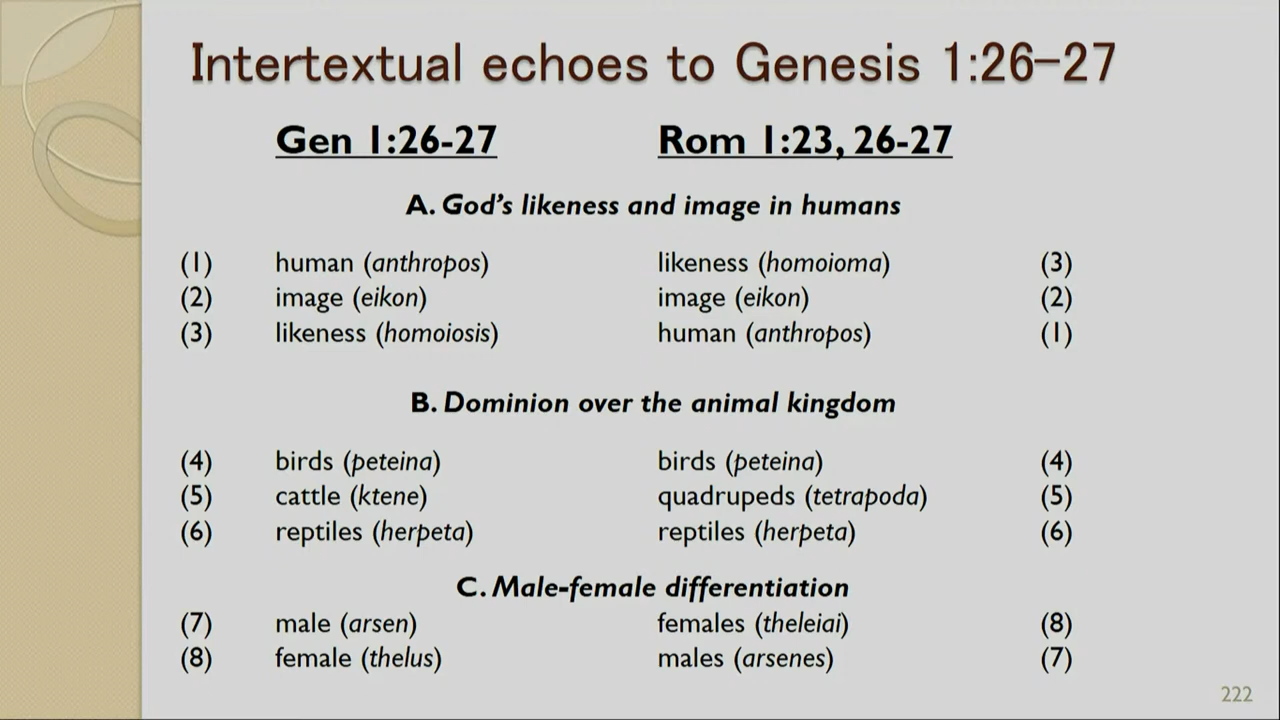 Intertextual echoes to Genesis 1:26-27
Gen 1:26-27 Rom 1:23, 26-27
A. God's likeness and image in humans
(1) human (anthropos) likeness (homoioma) (3)
(2) image (eikon) image (eikon) (2)
(3) likeness (homoiosis) human (anthropos) (1)
B. Dominion over the animal kingdom
(4) birds (peteina) birds (peteina) (4)
(5) cattle (ktene) quadrupeds (tetrapoda) (5)
(6) reptiles (herpeta) reptiles (herpeta) (6)
C. Male-female differentiation
(7) male (arsen) females (theleiai) (8)
(8) female (thelus) males (arsenes) (7)
222